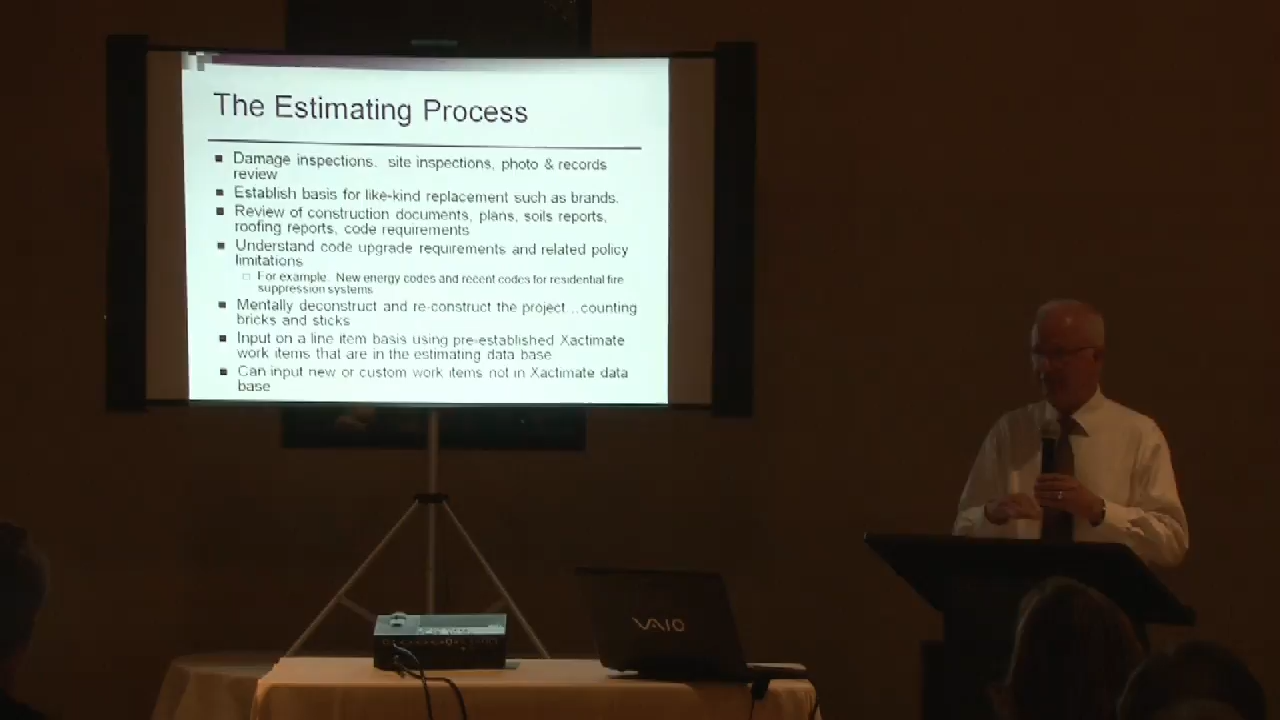 The Estimating Process
■ Damage inspections. site inspections, photo & records
review
■ Establish basis for like-kind replacement such as brands.
■ Review of construction documents, plans, soils reports,
roofing reports, code requirements
■ Understand code upgrade requirements and related policy
limitations
□ For example. New energy codes and recent codes for residential fire
suppression systems
■ Mentally deconstruct and re-construct the project...counting
bricks and sticks
■ Input on a line item basis using pre-established Xactimate
work items that are in the estimating data base
■ Can input new or custom work items not in Xactimate data
base
VAIO